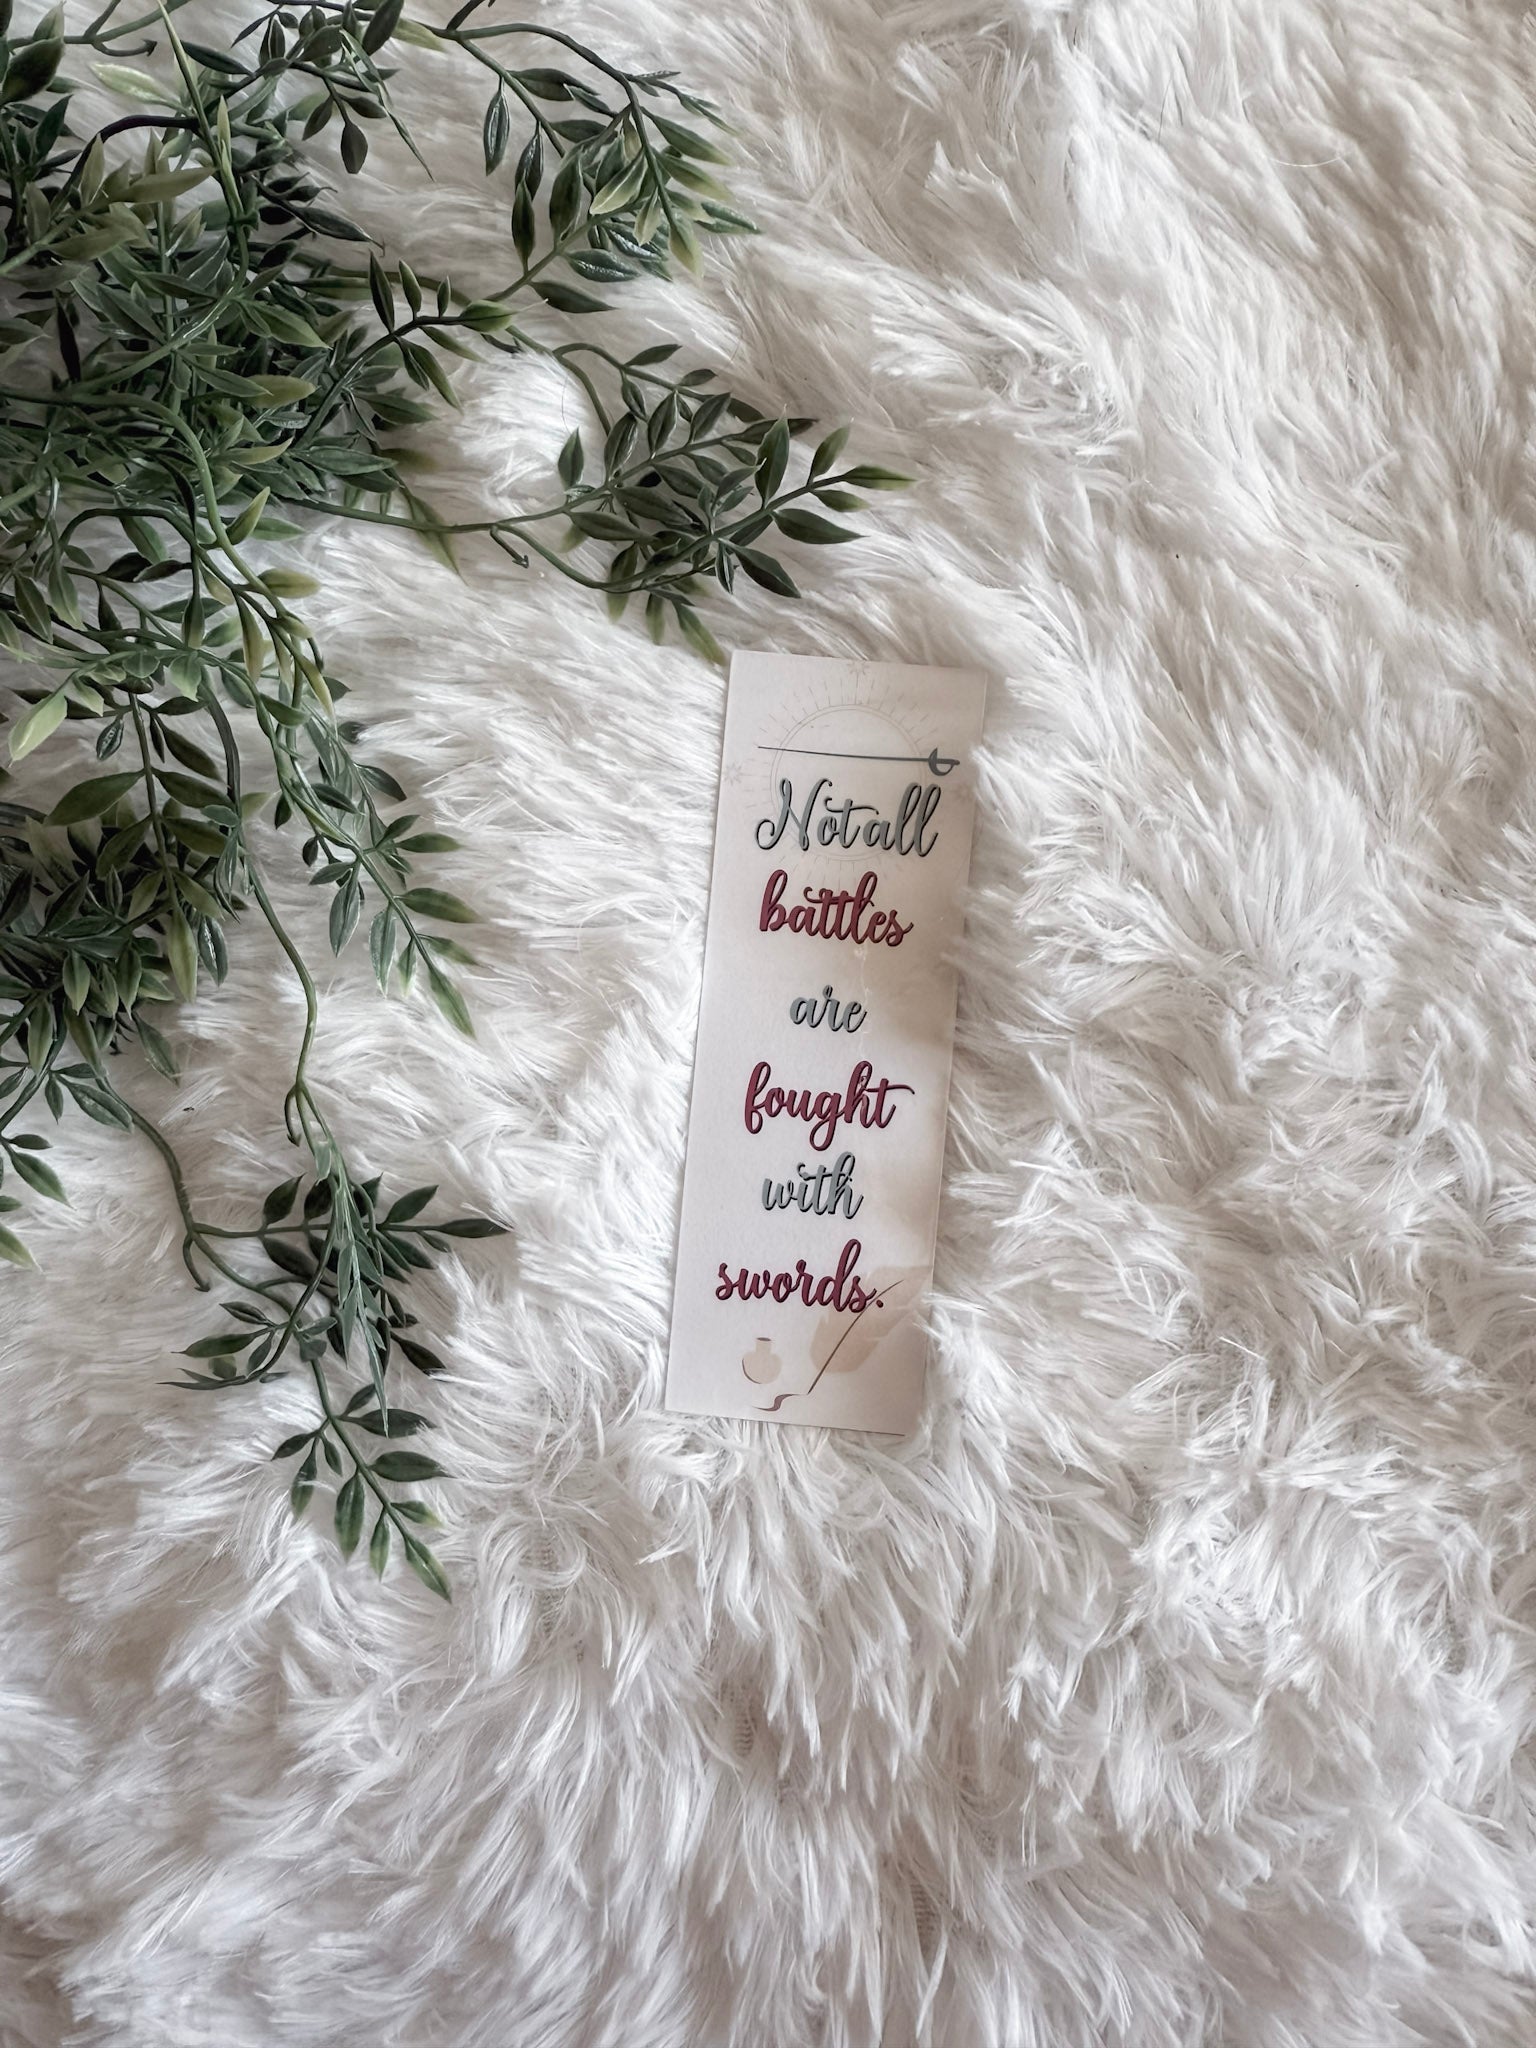 Not all
battles
are
fought
with
swords.